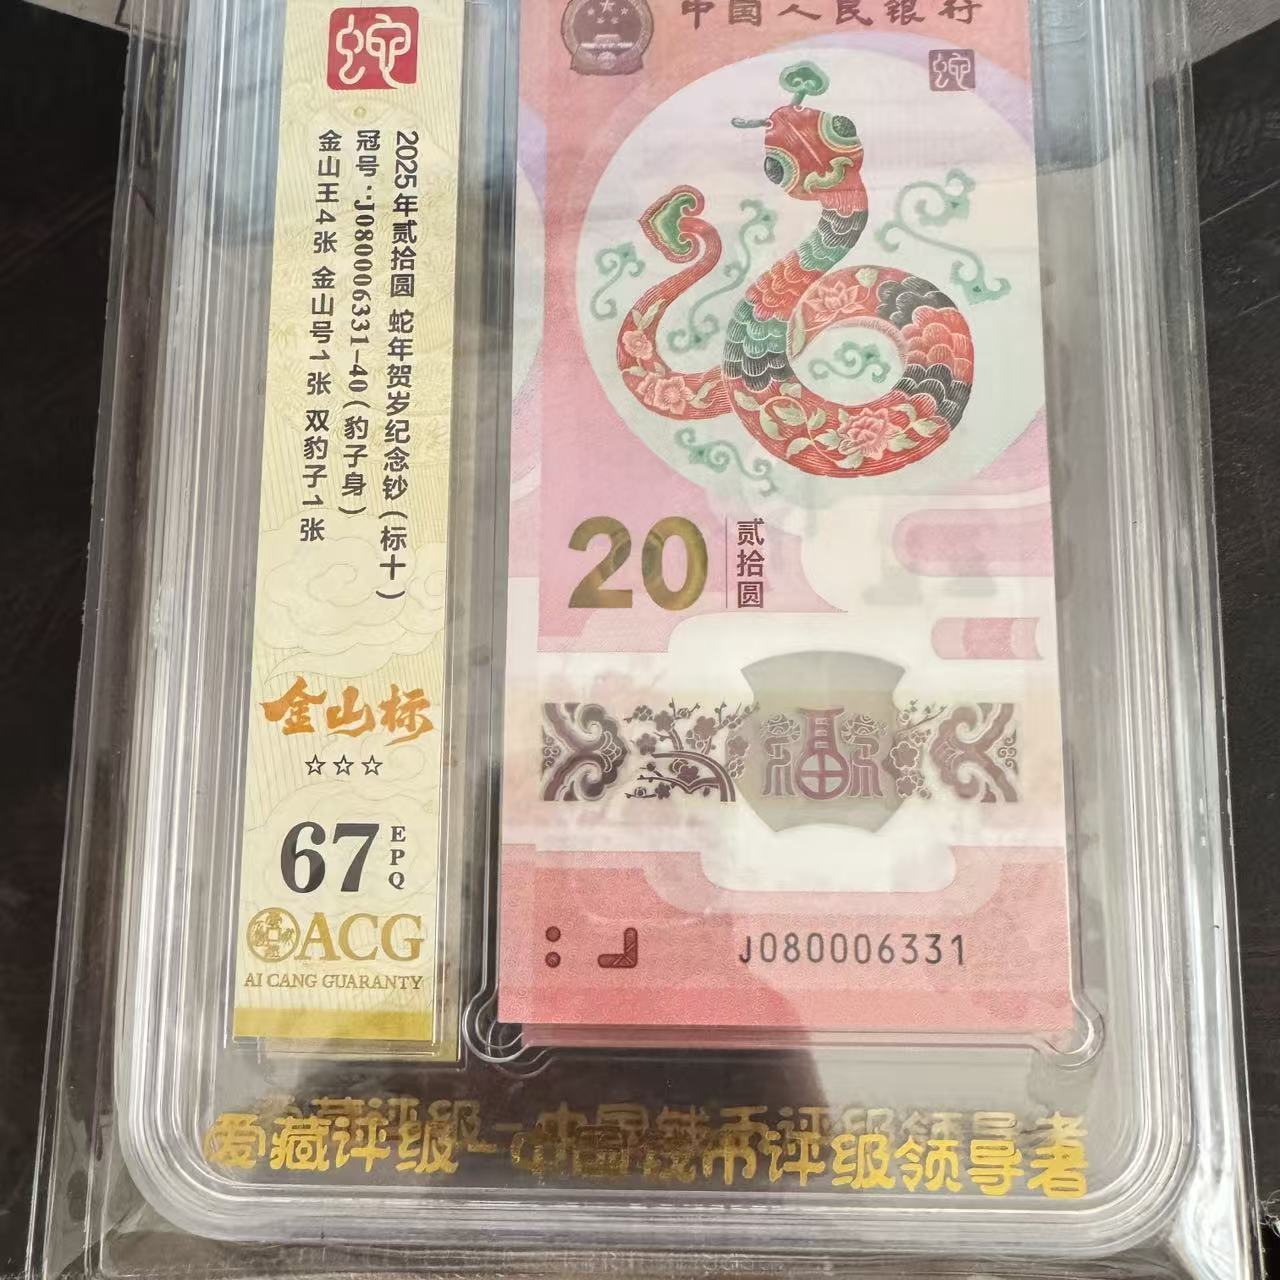 蛇
2025年贰拾圆 蛇年贺岁纪念钞(标十)
冠号:J080006331-40(豹子身)
金山王4张 金山号1张 双豹子1张
金山标
☆☆☆
67 EPQ
ACG
AI CANG GUARANTY
中国人民银行
蛇
20 贰拾圆
福
J080006331
爱藏评级-中国钱币评级领导者